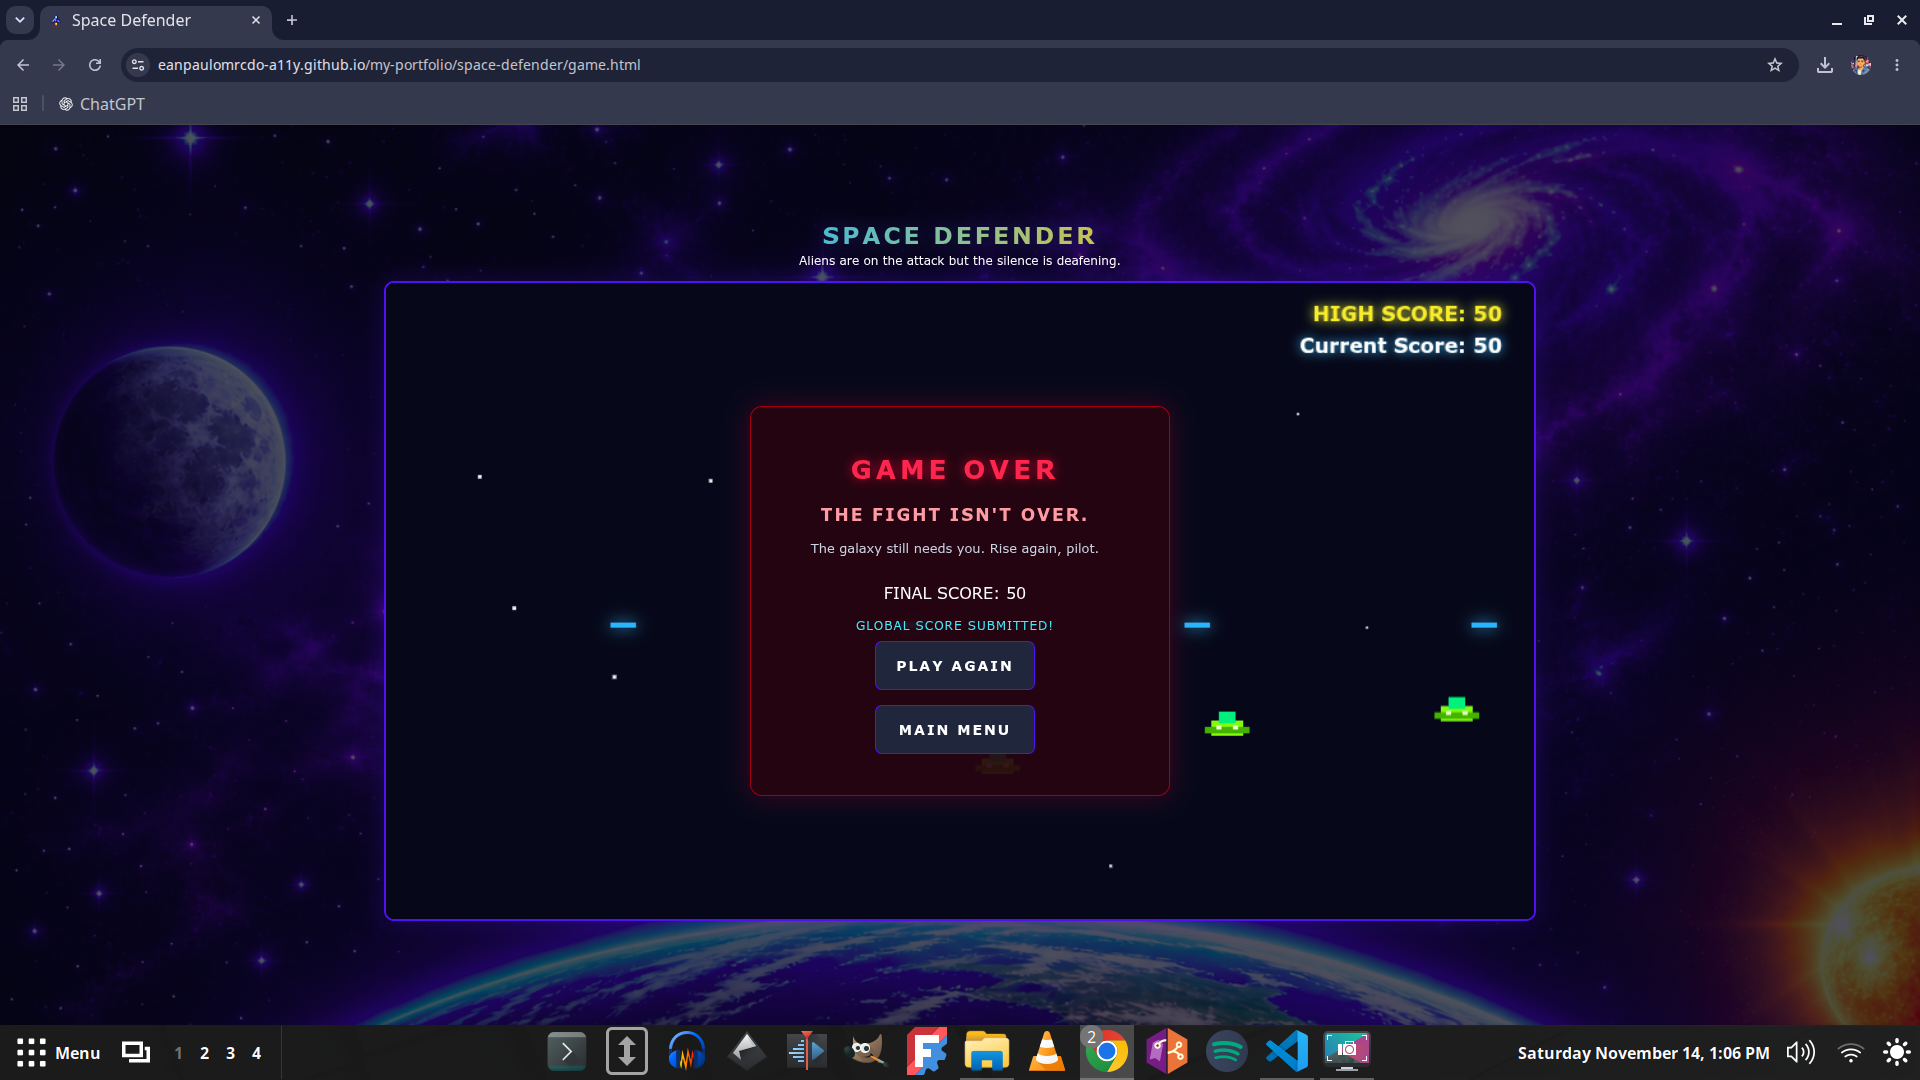 Space Defender
eanpaulomrcdo-a11y.github.io/my-portfolio/space-defender/game.html
ChatGPT
SPACE DEFENDER
Aliens are on the attack but the silence is deafening.
HIGH SCORE: 50
Current Score: 50
GAME OVER
THE FIGHT ISN'T OVER.
The galaxy still needs you. Rise again, pilot.
FINAL SCORE: 50
GLOBAL SCORE SUBMITTED!
PLAY AGAIN
MAIN MENU
Menu 1 2 3 4 2 Saturday November 14, 1:06 PM